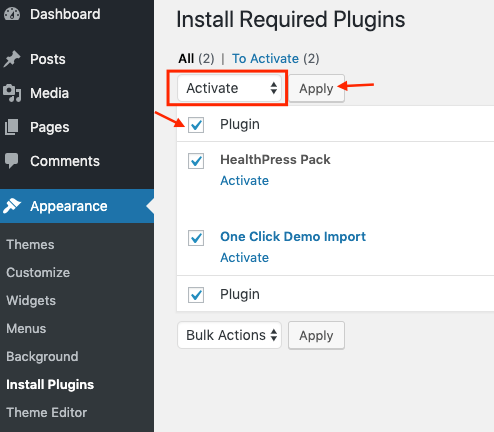 Dashboard
Posts
Media
Pages
Comments
Appearance
Themes
Customize
Widgets
Menus
Background
Install Plugins
Theme Editor
Install Required Plugins
All (2) | To Activate (2)
Activate Apply
Plugin
HealthPress Pack
Activate
One Click Demo Import
Activate
Plugin
Bulk Actions Apply